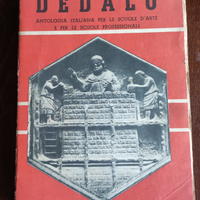 DEDALO
ANTOLOGIA ITALIANA PER LE SCUOLE D'ARTE
E PER LE SCUOLE PROFESSIONALI